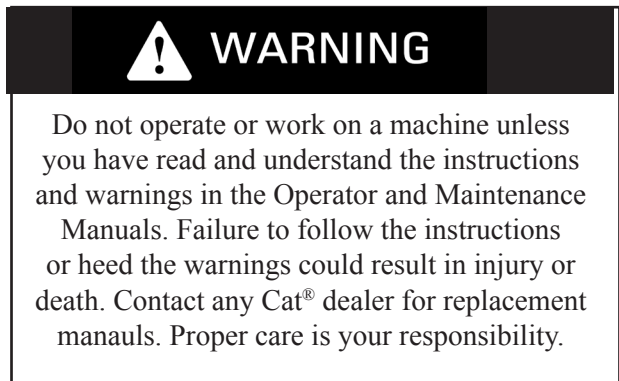 WARNING
Do not operate or work on a machine unless
you have read and understand the instructions
and warnings in the Operator and Maintenance
Manuals. Failure to follow the instructions
or heed the warnings could result in injury or
death. Contact any Cat® dealer for replacement
manauls. Proper care is your responsibility.